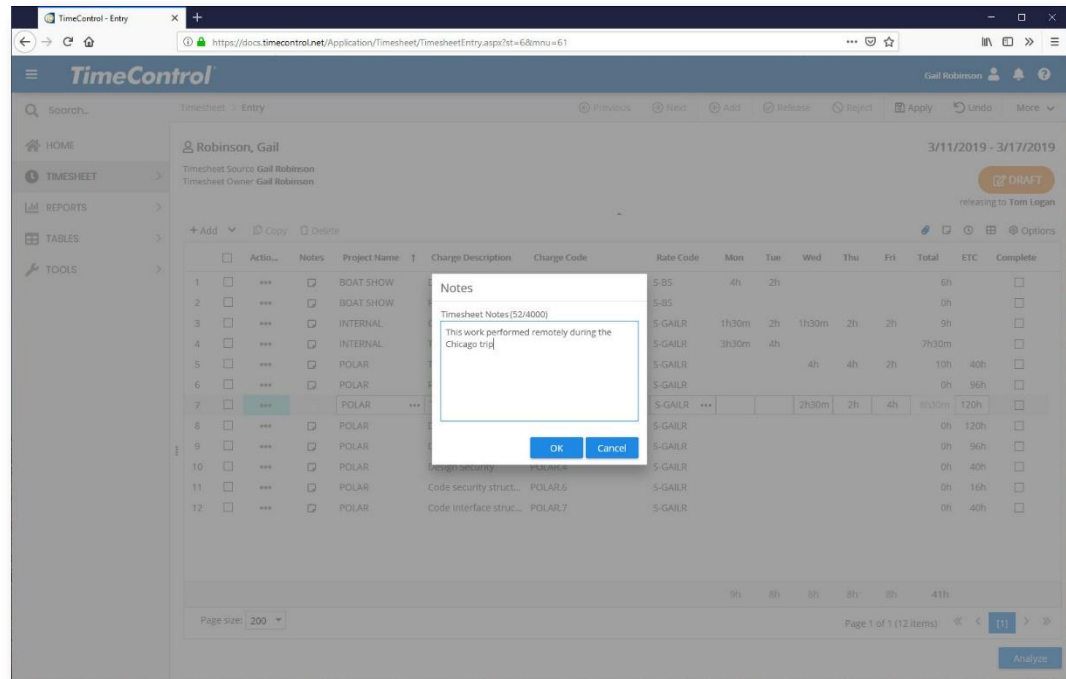 TimeControl - Entry
https://docs.timecontrol.net/Application/Timesheet/TimesheetEntry.aspx?st=6&mnu=61
TimeControl
Gail Robinson
Search...
Timesheet > Entry
Previous Next Add Release Reject Apply Undo More
HOME
TIMESHEET
REPORTS
TABLES
TOOLS
Robinson, Gail
3/11/2019 - 3/17/2019
Timesheet Source Gail Robinson
Timesheet Owner Gail Robinson
DRAFT
releasing to Tom Logan
+ Add Copy Delete
Options
Actio... Notes Project Name ↑ Charge Description Charge Code Rate Code Mon Tue Wed Thu Fri Total ETC Complete
1 BOAT SHOW S-BS 4h 2h 6h
2 BOAT SHOW S-BS 0h
3 INTERNAL S-GAILR 1h30m 2h 1h30m 2h 2h 9h
4 INTERNAL S-GAILR 3h30m 4h 7h30m
5 POLAR S-GAILR 4h 4h 2h 10h 40h
6 POLAR S-GAILR 0h 96h
7 POLAR S-GAILR 2h30m 2h 4h 8h30m 120h
8 POLAR S-GAILR 0h 120h
9 POLAR S-GAILR 0h 96h
10 POLAR Design Security POLAR.4 S-GAILR 0h 40h
11 POLAR Code security struct... POLAR.6 S-GAILR 0h 16h
12 POLAR Code Interface struc... POLAR.7 S-GAILR 0h 40h
Notes
Timesheet Notes (52/4000)
This work performed remotely during the
Chicago trip
OK Cancel
9h 8h 8h 8h 8h 41h
Page size: 200
Page 1 of 1 (12 items) [1]
Analyze